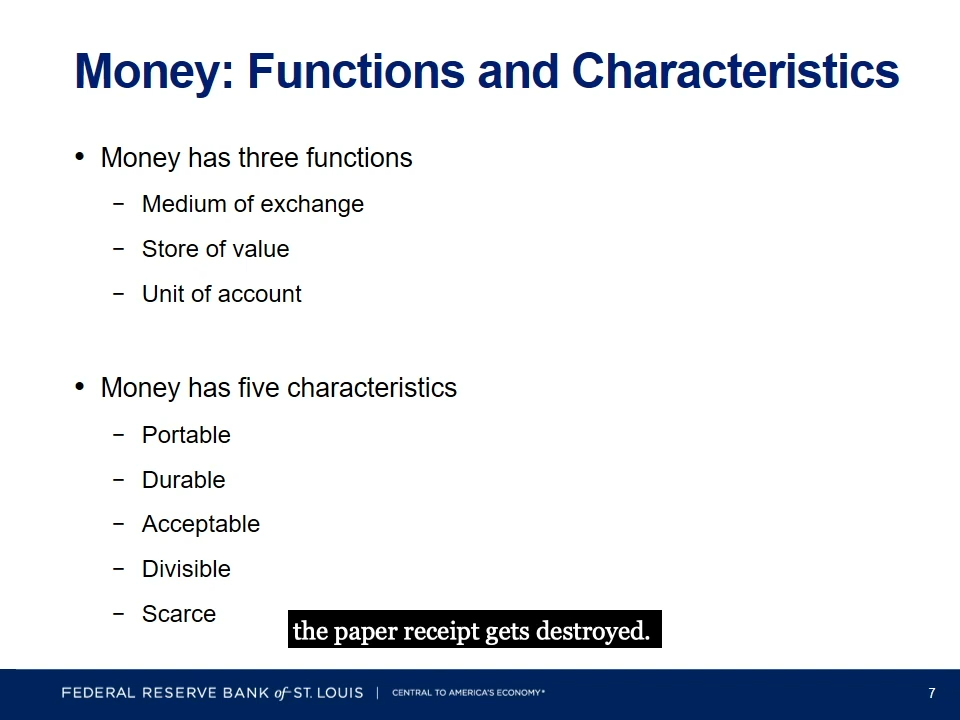 Money: Functions and Characteristics
• Money has three functions
− Medium of exchange
− Store of value
− Unit of account
• Money has five characteristics
− Portable
− Durable
− Acceptable
− Divisible
− Scarce
the paper receipt gets destroyed.
FEDERAL RESERVE BANK of ST. LOUIS | CENTRAL TO AMERICA'S ECONOMY® 7